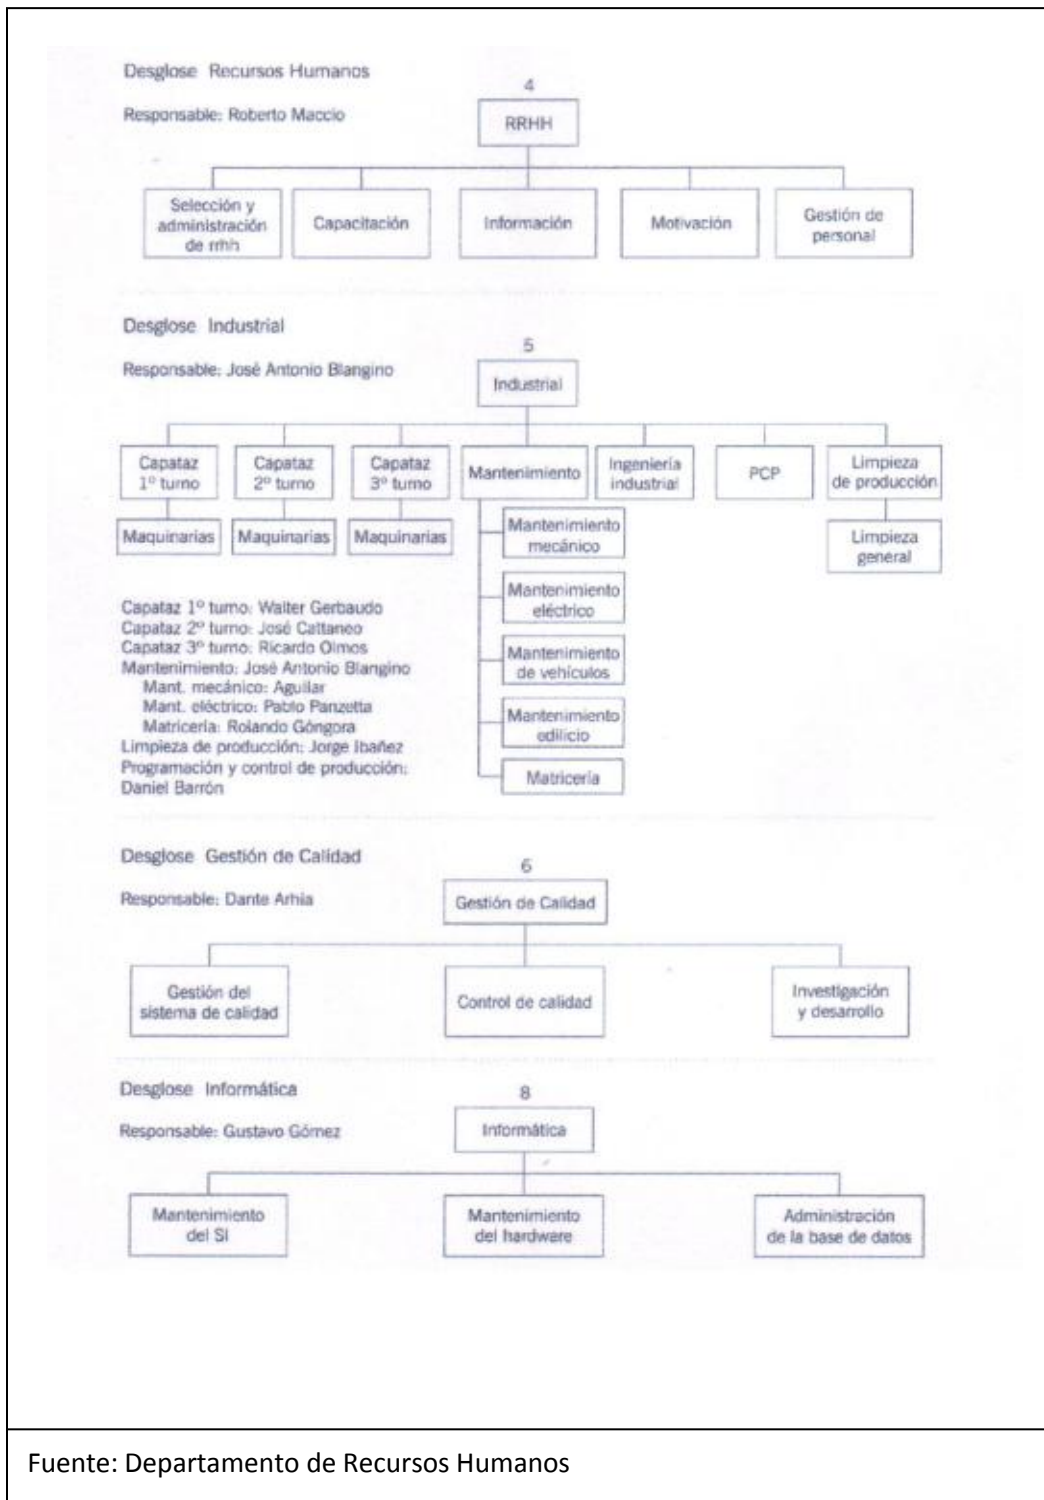 Desglose Recursos Humanos
Responsable: Roberto Maccio
4
RRHH
Selección y
administración
de rrhh
Capacitación
Información
Motivación
Gestión de
personal
Desglose Industrial
Responsable: José Antonio Blangino
5
Industrial
Capataz
1º turno
Capataz
2º turno
Capataz
3º turno
Mantenimiento
Ingeniería
industrial
PCP
Limpieza
de producción
Maquinarias
Maquinarias
Maquinarias
Mantenimiento
mecánico
Limpieza
general
Mantenimiento
eléctrico
Mantenimiento
de vehículos
Mantenimiento
edilicio
Matricería
Capataz 1º turno: Walter Gerbaudo
Capataz 2º turno: José Cattaneo
Capataz 3º turno: Ricardo Olmos
Mantenimiento: José Antonio Blangino
Mant. mecánico: Aguilar
Mant. eléctrico: Pablo Panzetta
Matricería: Rolando Góngora
Limpieza de producción: Jorge Ibañez
Programación y control de producción:
Daniel Barrón
Desglose Gestión de Calidad
Responsable: Dante Arhia
6
Gestión de Calidad
Gestión del
sistema de calidad
Control de calidad
Investigación
y desarrollo
Desglose Informática
Responsable: Gustavo Gómez
8
Informática
Mantenimiento
del SI
Mantenimiento
del hardware
Administración
de la base de datos
Fuente: Departamento de Recursos Humanos